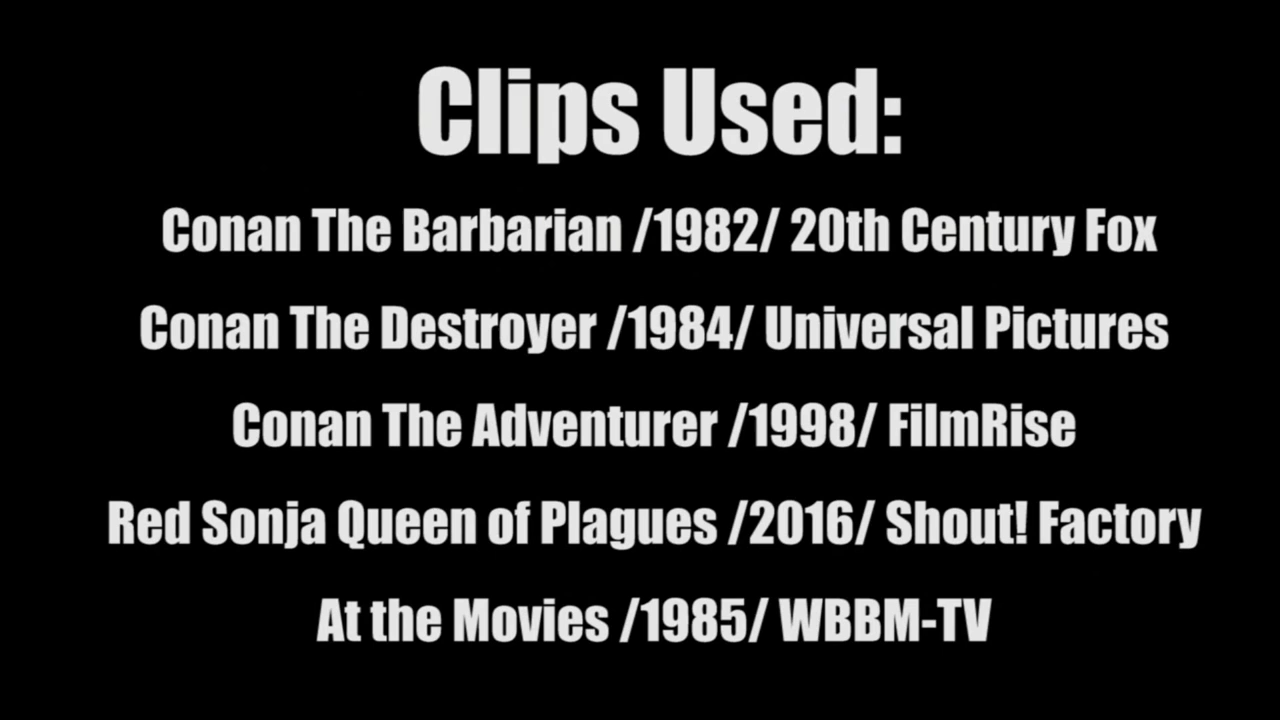 Clips Used:
Conan The Barbarian /1982/ 20th Century Fox
Conan The Destroyer /1984/ Universal Pictures
Conan The Adventurer /1998/ FilmRise
Red Sonja Queen of Plagues /2016/ Shout! Factory
At the Movies /1985/ WBBM-TV